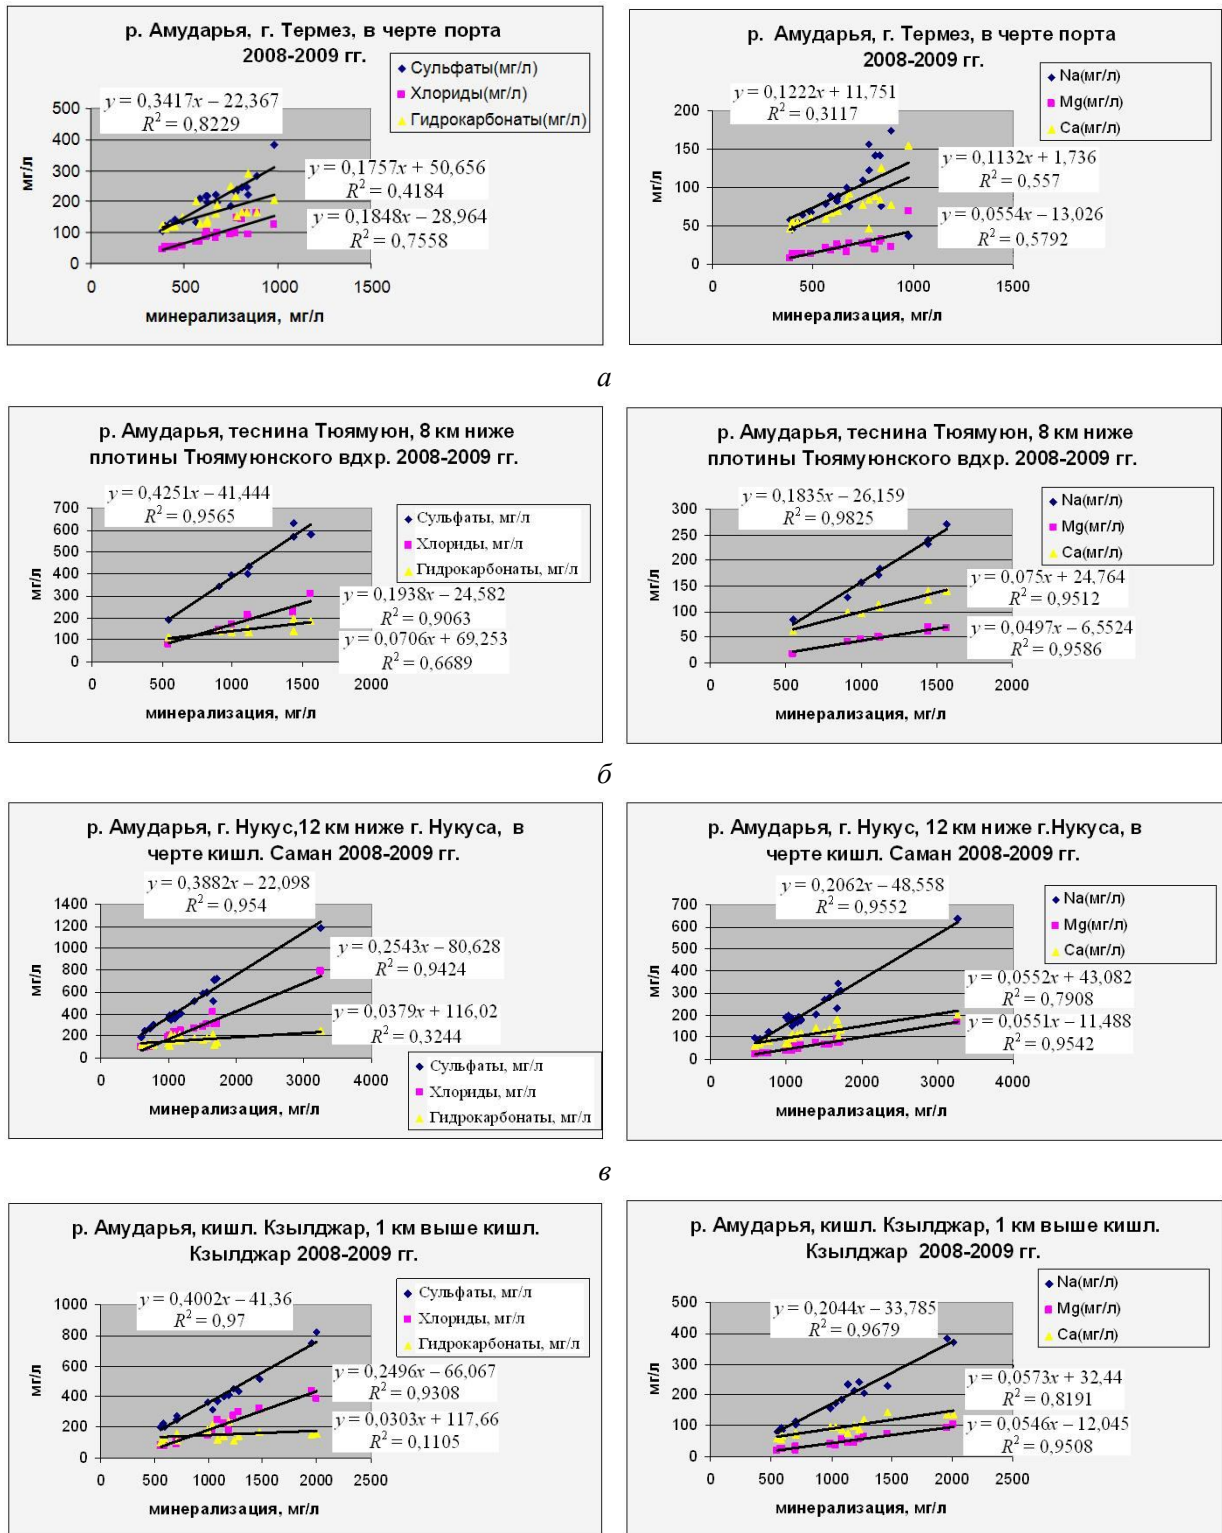 р. Амударья, г. Термез, в черте порта
2008-2009 гг.
Сульфаты(мг/л)
Хлориды(мг/л)
Гидрокарбонаты(мг/л)
y = 0,3417x − 22,367
R² = 0,8229
y = 0,1757x + 50,656
R² = 0,4184
y = 0,1848x − 28,964
R² = 0,7558
мг/л
500
400
300
200
100
0
0 500 1000 1500
минерализация, мг/л
р. Амударья, г. Термез, в черте порта
2008-2009 гг.
Na(мг/л)
Mg(мг/л)
Ca(мг/л)
y = 0,1222x + 11,751
R² = 0,3117
y = 0,1132x + 1,736
R² = 0,557
y = 0,0554x − 13,026
R² = 0,5792
мг/л
200
150
100
50
0
0 500 1000 1500
минерализация, мг/л
а
р. Амударья, теснина Тюямуюн, 8 км ниже
плотины Тюямуюнского вдхр. 2008-2009 гг.
y = 0,4251x − 41,444
R² = 0,9565
Сульфаты, мг/л
Хлориды, мг/л
Гидрокарбонаты, мг/л
y = 0,1938x − 24,582
R² = 0,9063
y = 0,0706x + 69,253
R² = 0,6689
мг/л
700
600
500
400
300
200
100
0
0 500 1000 1500 2000
минерализация, мг/л
р. Амударья, теснина Тюямуюн, 8 км ниже
плотины Тюямуюнского вдхр. 2008-2009 гг.
y = 0,1835x − 26,159
R² = 0,9825
Na(мг/л)
Mg(мг/л)
Ca(мг/л)
y = 0,075x + 24,764
R² = 0,9512
y = 0,0497x − 6,5524
R² = 0,9586
мг/л
300
250
200
150
100
50
0
0 500 1000 1500 2000
минерализация, мг/л
б
р. Амударья, г. Нукус,12 км ниже г. Нукуса, в
черте кишл. Саман 2008-2009 гг.
y = 0,3882x − 22,098
R² = 0,954
y = 0,2543x − 80,628
R² = 0,9424
y = 0,0379x + 116,02
R² = 0,3244
мг/л
1400
1200
1000
800
600
400
200
0
0 1000 2000 3000 4000
минерализация, мг/л
Сульфаты, мг/л
Хлориды, мг/л
Гидрокарбонаты, мг/л
р. Амударья, г. Нукус, 12 км ниже г.Нукуса, в
черте кишл. Саман 2008-2009 гг.
y = 0,2062x − 48,558
R² = 0,9552
Na(мг/л)
Mg(мг/л)
Ca(мг/л)
y = 0,0552x + 43,082
R² = 0,7908
y = 0,0551x − 11,488
R² = 0,9542
мг/л
700
600
500
400
300
200
100
0
0 1000 2000 3000 4000
минерализация, мг/л
в
р. Амударья, кишл. Кзылджар, 1 км выше кишл.
Кзылджар 2008-2009 гг.
y = 0,4002x − 41,36
R² = 0,97
Сульфаты, мг/л
Хлориды, мг/л
Гидрокарбонаты, мг/л
y = 0,2496x − 66,067
R² = 0,9308
y = 0,0303x + 117,66
R² = 0,1105
мг/л
1000
800
600
400
200
0
0 500 1000 1500 2000 2500
минерализация, мг/л
р. Амударья, кишл. Кзылджар, 1 км выше кишл.
Кзылджар 2008-2009 гг.
y = 0,2044x − 33,785
R² = 0,9679
Na(мг/л)
Mg(мг/л)
Ca(мг/л)
y = 0,0573x + 32,44
R² = 0,8191
y = 0,0546x − 12,045
R² = 0,9508
мг/л
500
400
300
200
100
0
0 500 1000 1500 2000 2500
минерализация, мг/л